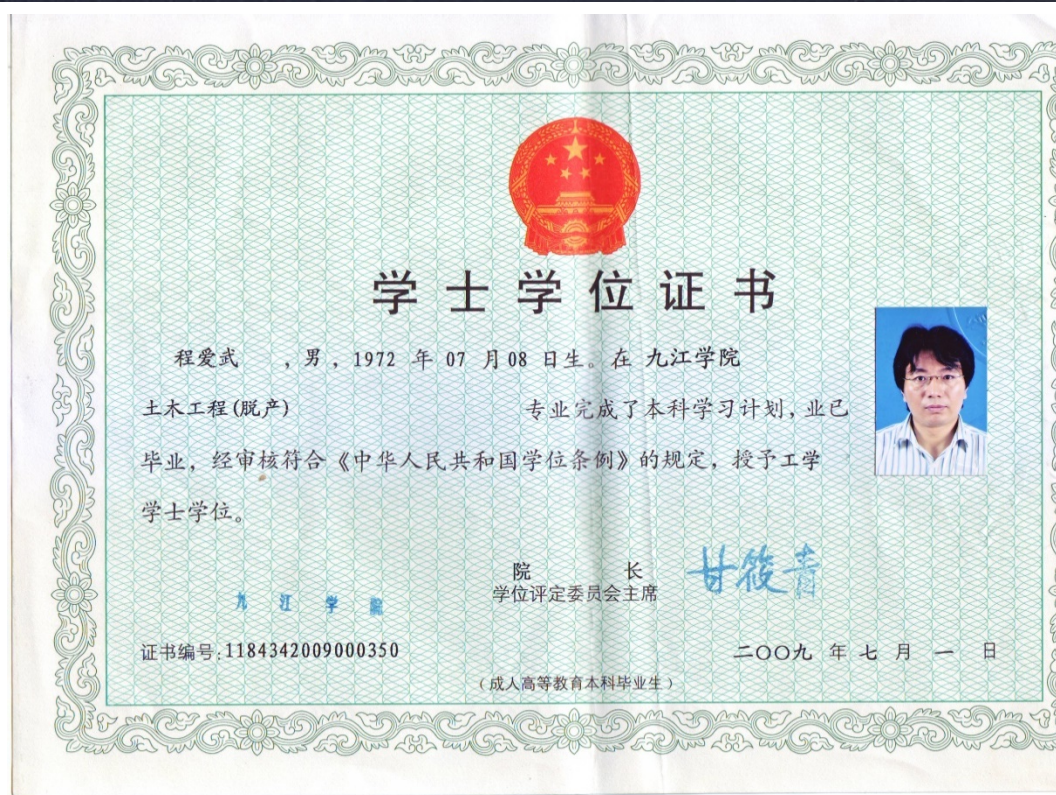 学士学位证书
程爱武 ，男，1972 年 07 月 08 日生。在 九江学院
土木工程(脱产) 专业完成了本科学习计划，业已
毕业，经审核符合《中华人民共和国学位条例》的规定，授予工学
学士学位。
院 长
学位评定委员会主席
甘筱青
九江学院
证书编号:1184342009000350
二〇〇九 年 七 月 一 日
（成人高等教育本科毕业生）